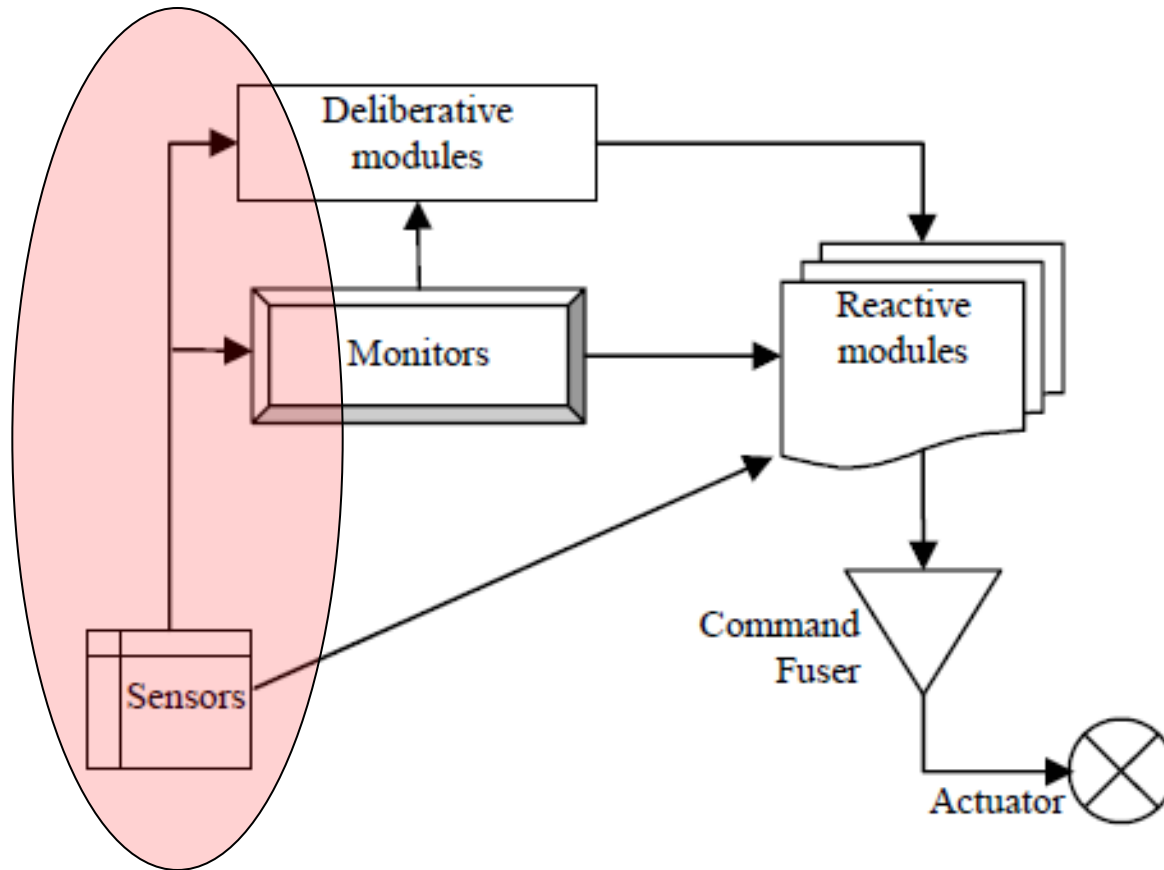 Deliberative
modules
Monitors
Reactive
modules
Sensors
Command
Fuser
Actuator